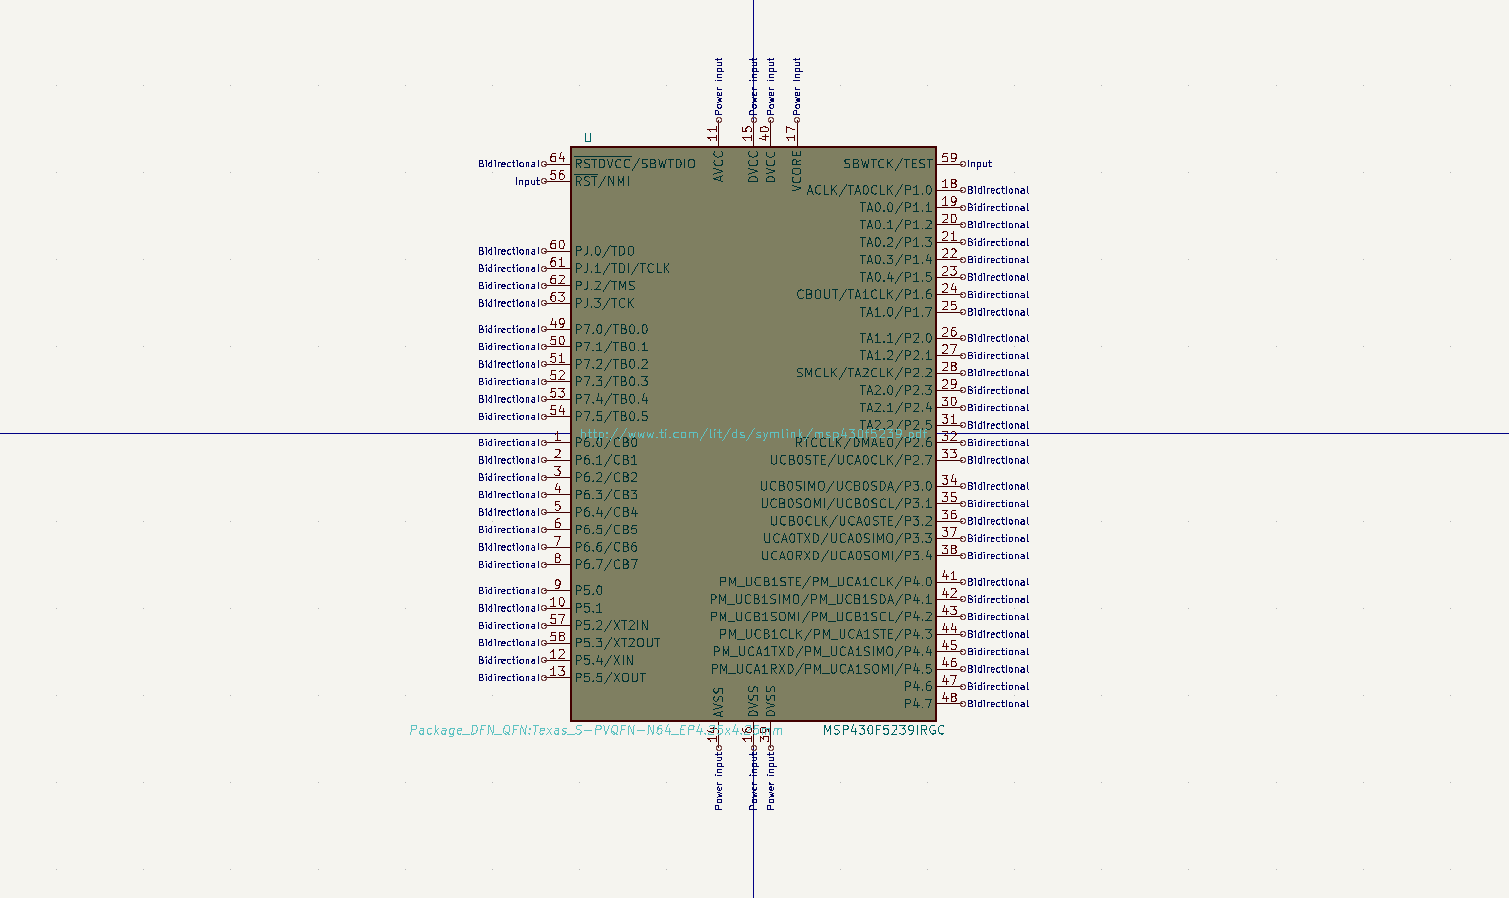 Power input Power input Power input Power input
11 15 40 17
U
AVCC DVCC DVCC VCORE
Bidirectional 64 RSTDVCC/SBWTDIO
Input 56 RST/NMI
Bidirectional 60 PJ.0/TDO
Bidirectional 61 PJ.1/TDI/TCLK
Bidirectional 62 PJ.2/TMS
Bidirectional 63 PJ.3/TCK
Bidirectional 49 P7.0/TB0.0
Bidirectional 50 P7.1/TB0.1
Bidirectional 51 P7.2/TB0.2
Bidirectional 52 P7.3/TB0.3
Bidirectional 53 P7.4/TB0.4
Bidirectional 54 P7.5/TB0.5
Bidirectional 1 P6.0/CB0
Bidirectional 2 P6.1/CB1
Bidirectional 3 P6.2/CB2
Bidirectional 4 P6.3/CB3
Bidirectional 5 P6.4/CB4
Bidirectional 6 P6.5/CB5
Bidirectional 7 P6.6/CB6
Bidirectional 8 P6.7/CB7
Bidirectional 9 P5.0
Bidirectional 10 P5.1
Bidirectional 57 P5.2/XT2IN
Bidirectional 58 P5.3/XT2OUT
Bidirectional 12 P5.4/XIN
Bidirectional 13 P5.5/XOUT
SBWTCK/TEST 59 Input
ACLK/TA0CLK/P1.0 18 Bidirectional
TA0.0/P1.1 19 Bidirectional
TA0.1/P1.2 20 Bidirectional
TA0.2/P1.3 21 Bidirectional
TA0.3/P1.4 22 Bidirectional
TA0.4/P1.5 23 Bidirectional
CBOUT/TA1CLK/P1.6 24 Bidirectional
TA1.0/P1.7 25 Bidirectional
TA1.1/P2.0 26 Bidirectional
TA1.2/P2.1 27 Bidirectional
SMCLK/TA2CLK/P2.2 28 Bidirectional
TA2.0/P2.3 29 Bidirectional
TA2.1/P2.4 30 Bidirectional
TA2.2/P2.5 31 Bidirectional
http://www.ti.com/lit/ds/symlink/msp430f5239.pdf
RTCCLK/DMAE0/P2.6 32 Bidirectional
UCB0STE/UCA0CLK/P2.7 33 Bidirectional
UCB0SIMO/UCB0SDA/P3.0 34 Bidirectional
UCB0SOMI/UCB0SCL/P3.1 35 Bidirectional
UCB0CLK/UCA0STE/P3.2 36 Bidirectional
UCA0TXD/UCA0SIMO/P3.3 37 Bidirectional
UCA0RXD/UCA0SOMI/P3.4 38 Bidirectional
PM_UCB1STE/PM_UCA1CLK/P4.0 41 Bidirectional
PM_UCB1SIMO/PM_UCB1SDA/P4.1 42 Bidirectional
PM_UCB1SOMI/PM_UCB1SCL/P4.2 43 Bidirectional
PM_UCB1CLK/PM_UCA1STE/P4.3 44 Bidirectional
PM_UCA1TXD/PM_UCA1SIMO/P4.4 45 Bidirectional
PM_UCA1RXD/PM_UCA1SOMI/P4.5 46 Bidirectional
P4.6 47 Bidirectional
P4.7 48 Bidirectional
AVSS DVSS DVSS
Package_DFN_QFN:Texas_S-PVQFN-N64_EP4.25x4.25mm
MSP430F5239IRGC
14 16 39
Power input Power input Power input